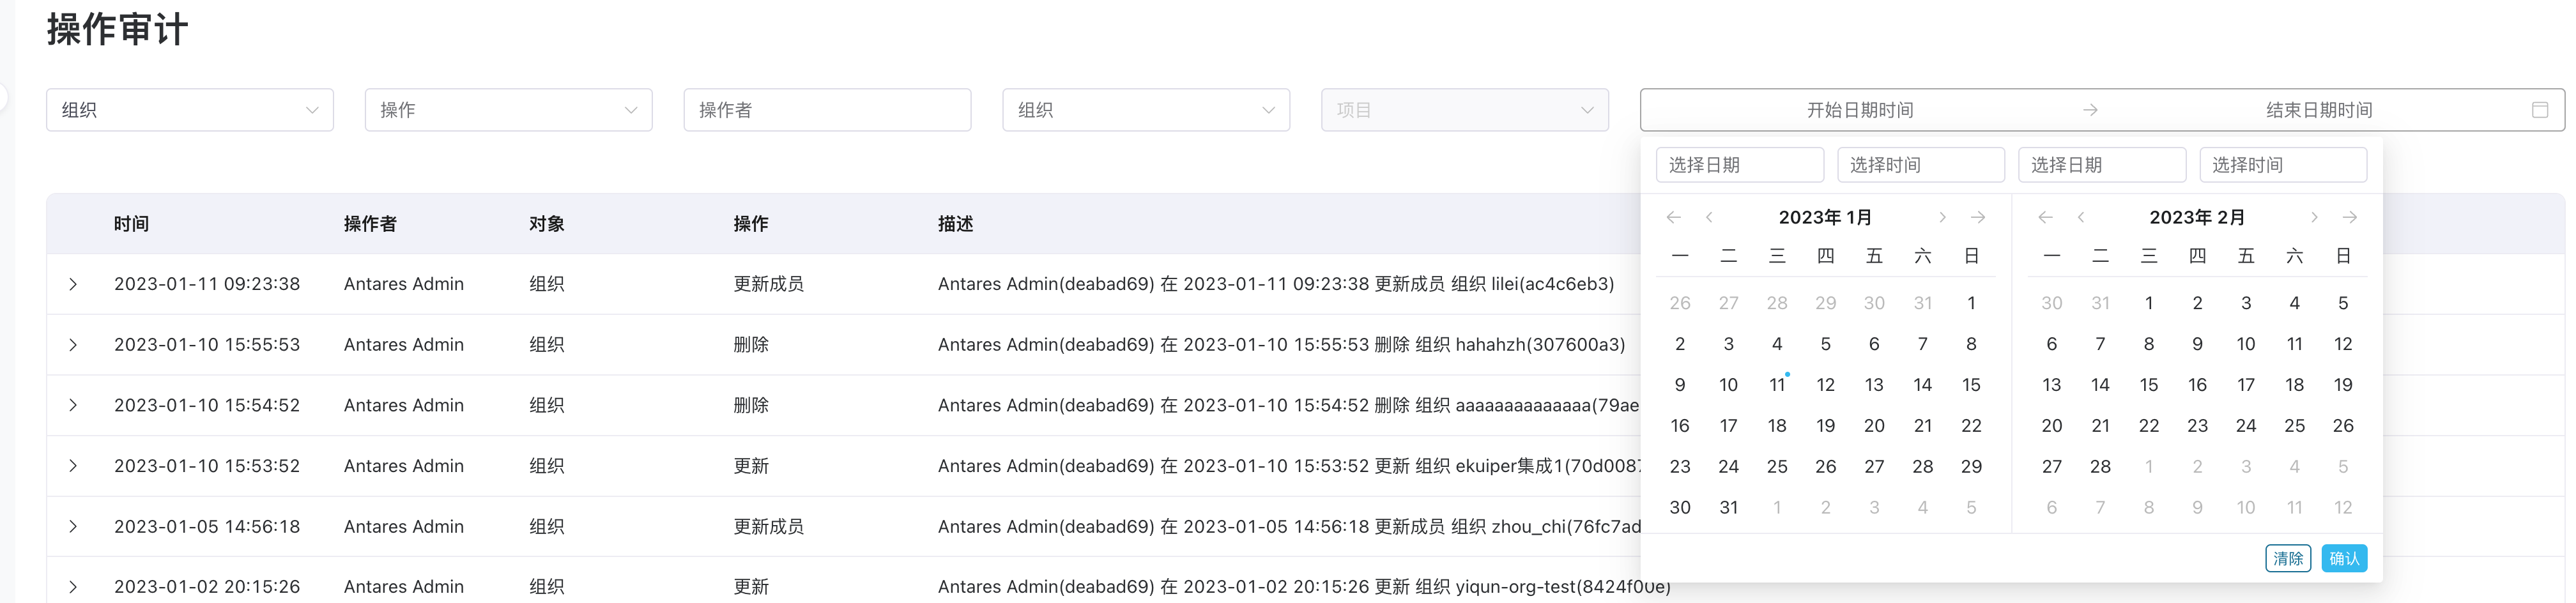 操作审计
组织 操作 操作者 组织 项目 开始日期时间 结束日期时间
选择日期 选择时间 选择日期 选择时间
时间 操作者 对象 操作 描述
2023-01-11 09:23:38 Antares Admin 组织 更新成员 Antares Admin(deabad69) 在 2023-01-11 09:23:38 更新成员 组织 lilei(ac4c6eb3)
2023-01-10 15:55:53 Antares Admin 组织 删除 Antares Admin(deabad69) 在 2023-01-10 15:55:53 删除 组织 hahahzh(307600a3)
2023-01-10 15:54:52 Antares Admin 组织 删除 Antares Admin(deabad69) 在 2023-01-10 15:54:52 删除 组织 aaaaaaaaaaaaaa(79ae
2023-01-10 15:53:52 Antares Admin 组织 更新 Antares Admin(deabad69) 在 2023-01-10 15:53:52 更新 组织 ekuiper集成1(70d0087
2023-01-05 14:56:18 Antares Admin 组织 更新成员 Antares Admin(deabad69) 在 2023-01-05 14:56:18 更新成员 组织 zhou_chi(76fc7ad
2023-01-02 20:15:26 Antares Admin 组织 更新 Antares Admin(deabad69) 在 2023-01-02 20:15:26 更新 组织 yiqun-org-test(8424f00e)
2023年 1月
一 二 三 四 五 六 日
26 27 28 29 30 31 1
2 3 4 5 6 7 8
9 10 11 12 13 14 15
16 17 18 19 20 21 22
23 24 25 26 27 28 29
30 31 1 2 3 4 5
2023年 2月
一 二 三 四 五 六 日
30 31 1 2 3 4 5
6 7 8 9 10 11 12
13 14 15 16 17 18 19
20 21 22 23 24 25 26
27 28 1 2 3 4 5
6 7 8 9 10 11 12
清除 确认